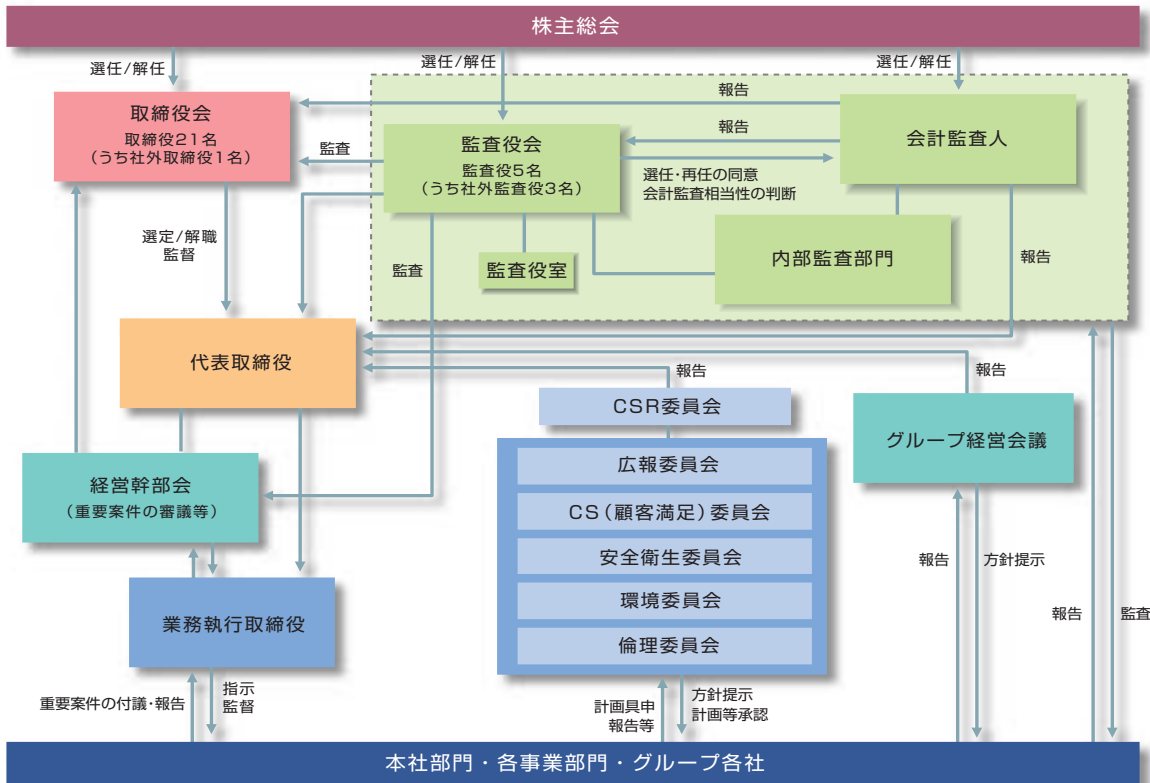 株主総会
選任/解任
選任/解任
選任/解任
取締役会
取締役21名
(うち社外取締役1名)
報告
監査
監査役会
監査役5名
(うち社外監査役3名)
報告
会計監査人
選任・再任の同意
会計監査相当性の判断
選定/解職
監督
監査
監査役室
内部監査部門
報告
代表取締役
報告
報告
CSR委員会
グループ経営会議
経営幹部会
(重要案件の審議等)
広報委員会
CS(顧客満足)委員会
安全衛生委員会
環境委員会
倫理委員会
報告
方針提示
報告
監査
業務執行取締役
重要案件の付議・報告
指示
監督
計画具申
報告等
方針提示
計画等承認
本社部門・各事業部門・グループ各社